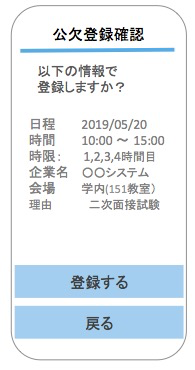 公欠登録確認
以下の情報で
登録しますか？
日程 2019/05/20
時間 10:00 〜 15:00
時限： 1,2,3,4時間目
企業名 〇〇システム
会場 学内(151教室)
理由 二次面接試験
登録する
戻る